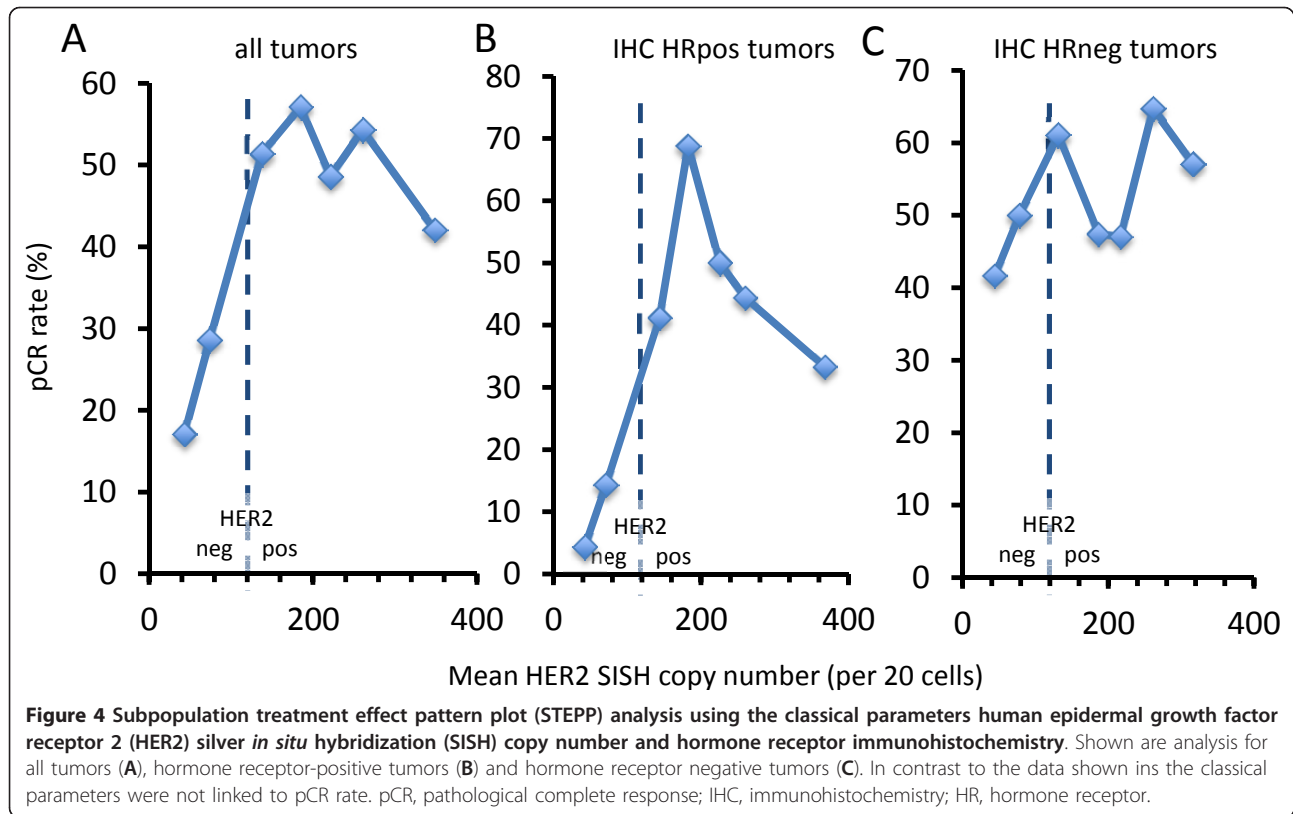 A
all tumors
60
50
40
30
20
10
0
pCR rate (%)
HER2
neg pos
0 200 400
B
IHC HRpos tumors
80
70
60
50
40
30
20
10
0
HER2
neg pos
0 200 400
C
IHC HRneg tumors
70
60
50
40
30
20
10
0
HER2
neg pos
0 200 400
Mean HER2 SISH copy number (per 20 cells)
Figure 4 Subpopulation treatment effect pattern plot (STEPP) analysis using the classical parameters human epidermal growth factor
receptor 2 (HER2) silver in situ hybridization (SISH) copy number and hormone receptor immunohistochemistry. Shown are analysis for
all tumors (A), hormone receptor-positive tumors (B) and hormone receptor negative tumors (C). In contrast to the data shown ins the classical
parameters were not linked to pCR rate. pCR, pathological complete response; IHC, immunohistochemistry; HR, hormone receptor.